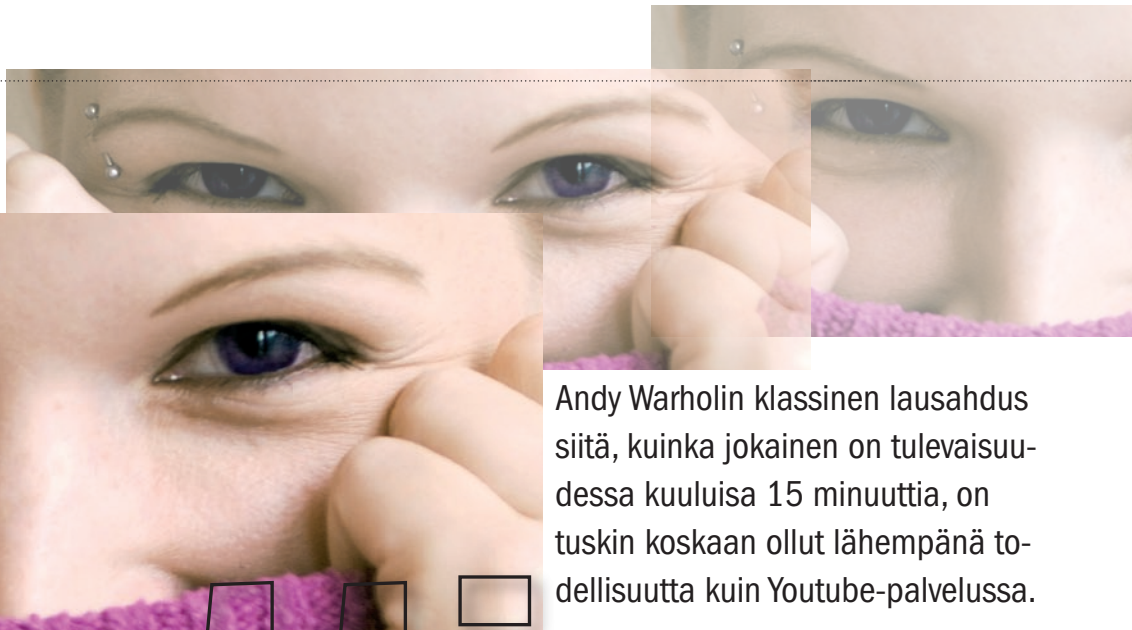 Andy Warholin klassinen lausahdus
siitä, kuinka jokainen on tulevaisuu-
dessa kuuluisa 15 minuuttia, on
tuskin koskaan ollut lähempänä to-
dellisuutta kuin Youtube-palvelussa.